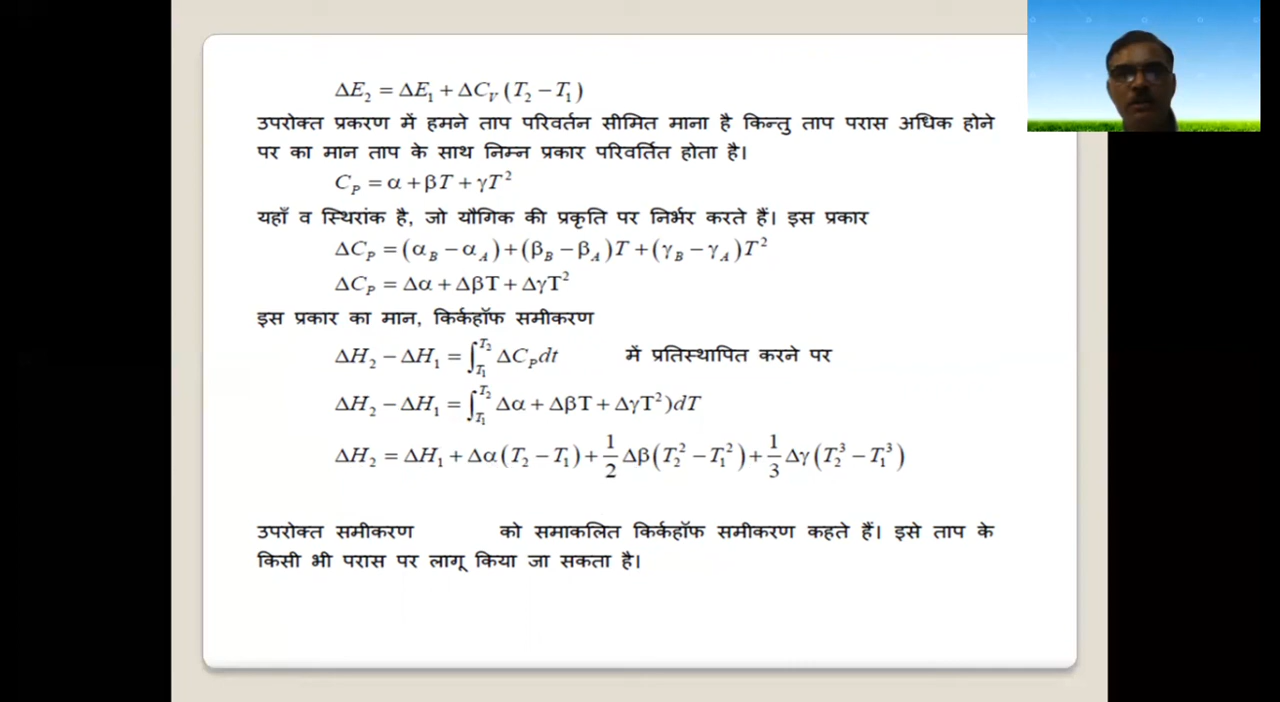 ΔE₂ = ΔE₁ + ΔC_V (T₂ − T₁)
उपरोक्त प्रकरण में हमने ताप परिवर्तन सीमित माना है किन्तु ताप परास अधिक होने
पर का मान ताप के साथ निम्न प्रकार परिवर्तित होता है।
C_P = α + βT + γT²
यहाँ व स्थिरांक है, जो यौगिक की प्रकृति पर निर्भर करते हैं। इस प्रकार
ΔC_P = (α_B − α_A) + (β_B − β_A)T + (γ_B − γ_A)T²
ΔC_P = Δα + ΔβT + ΔγT²
इस प्रकार का मान, किर्कहॉफ समीकरण
ΔH₂ − ΔH₁ = ∫_{T₁}^{T₂} ΔC_P dt में प्रतिस्थापित करने पर
ΔH₂ − ΔH₁ = ∫_{T₁}^{T₂} Δα + ΔβT + ΔγT²)dT
ΔH₂ = ΔH₁ + Δα(T₂ − T₁) + 1/2 Δβ(T₂² − T₁²) + 1/3 Δγ(T₂³ − T₁³)
उपरोक्त समीकरण को समाकलित किर्कहॉफ समीकरण कहते हैं। इसे ताप के
किसी भी परास पर लागू किया जा सकता है।